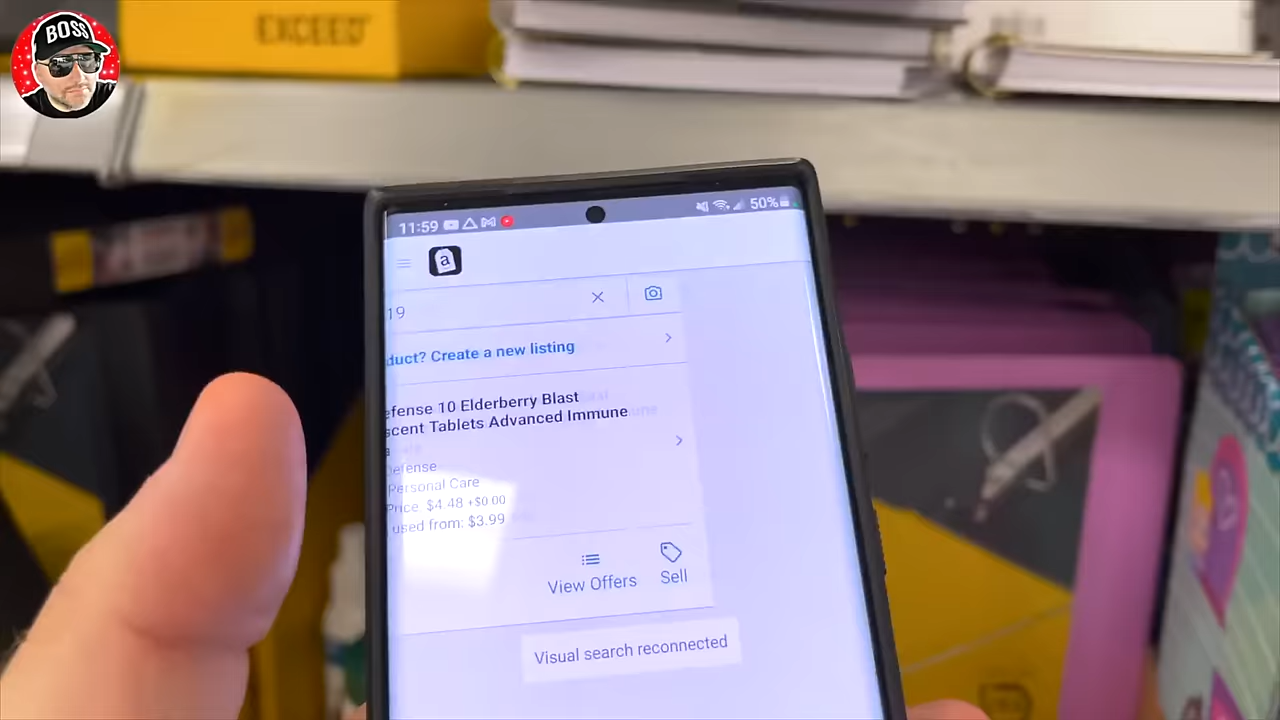 BOSS
EXCEED
11:59
50%
a
19
duct? Create a new listing
efense 10 Elderberry Blast
scent Tablets Advanced Immune
a
Defense
Personal Care
Price: $4.48 +$0.00
used from: $3.99
View Offers
Sell
Visual search reconnected